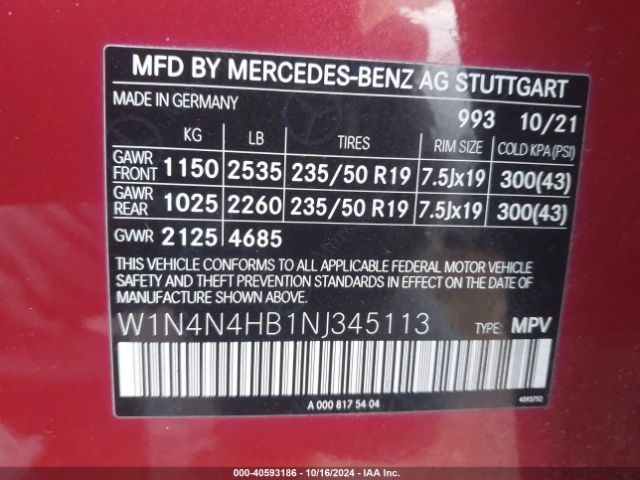 MFD BY MERCEDES-BENZ AG STUTTGART
MADE IN GERMANY
993 10/21
KG LB TIRES RIM SIZE COLD KPA(PSI)
GAWR FRONT 1150 2535 235/50 R19 7.5Jx19 300(43)
GAWR REAR 1025 2260 235/50 R19 7.5Jx19 300(43)
GVWR 2125 4685
THIS VEHICLE CONFORMS TO ALL APPLICABLE FEDERAL MOTOR VEHICLE
SAFETY AND THEFT PREVENTION STANDARDS IN EFFECT ON THE DATE
OF MANUFACTURE SHOWN ABOVE.
W1N4N4HB1NJ345113 TYPE: MPV
A 000 817 54 04
4593752
000-40593186 - 10/16/2024 - IAA Inc.